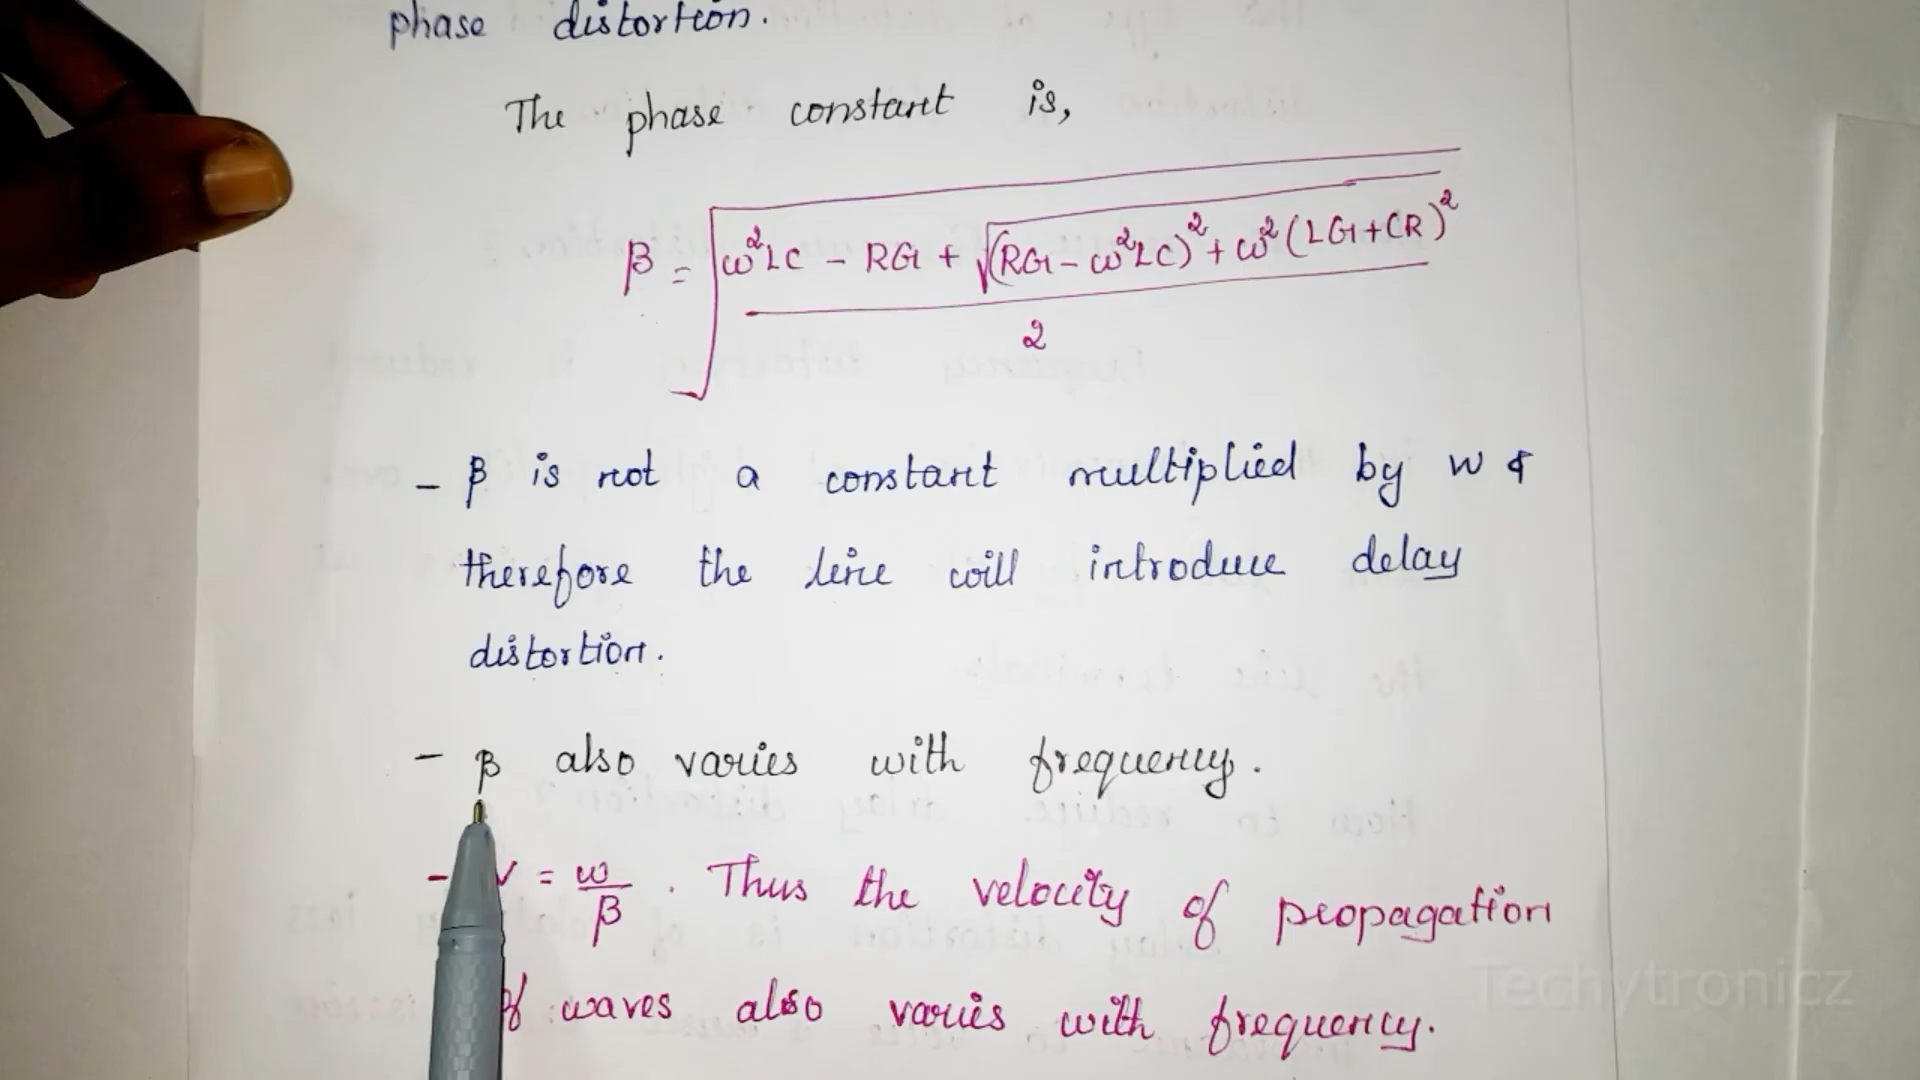 phase distortion.
The phase constant is,
β = √((ω²LC - RG + √((RG - ω²LC)² + ω²(LG+CR)²)) / 2)
- β is not a constant multiplied by w &
therefore the line will introduce delay
distortion.
- β also varies with frequency.
- V = ω/β . Thus the velocity of propagation
of waves also varies with frequency.
Techytronicz